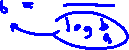 b =
log b a